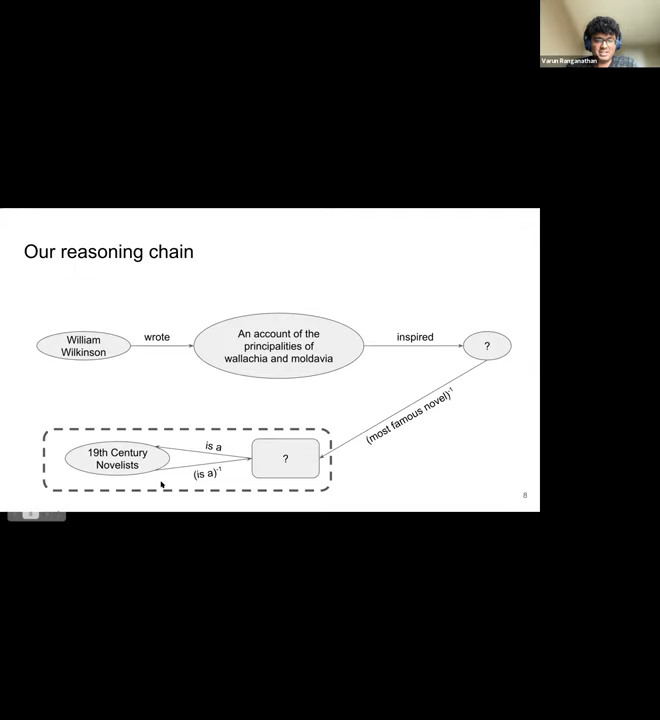 Varun Ranganathan
Our reasoning chain
William
Wilkinson
wrote
An account of the
principalities of
wallachia and moldavia
inspired
?
(most famous novel)⁻¹
19th Century
Novelists
is a
(is a)⁻¹
?
8